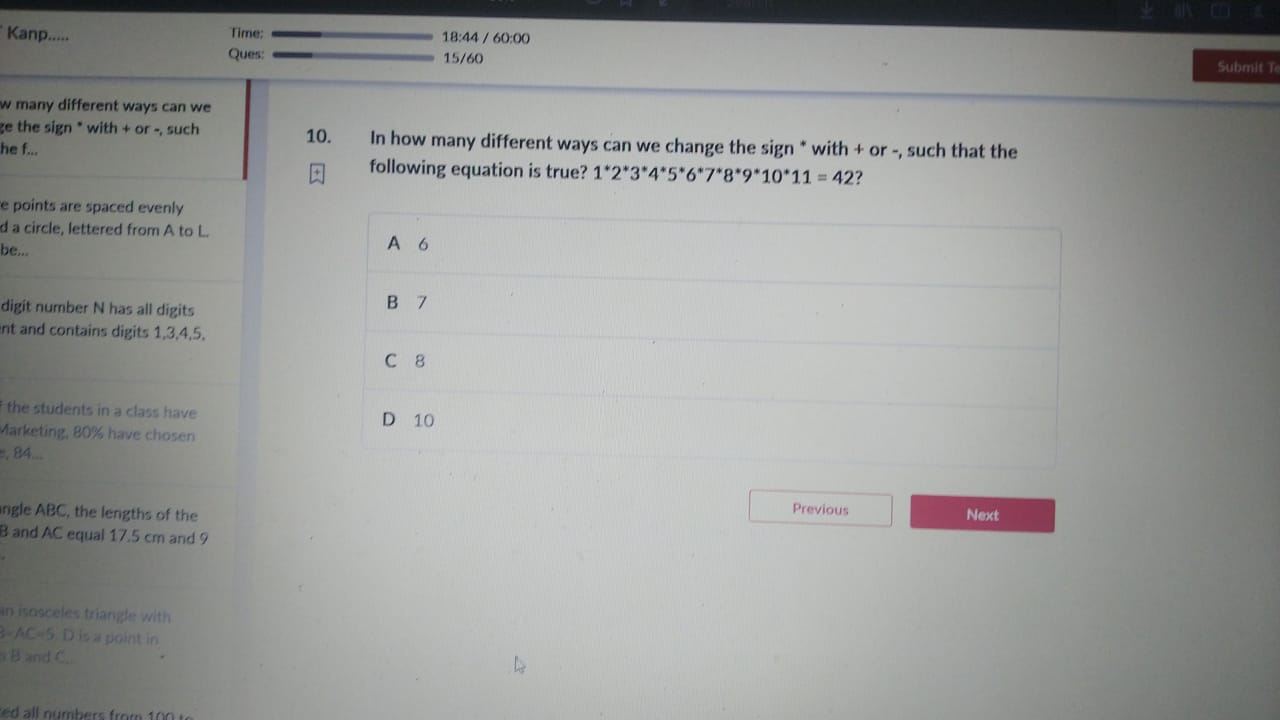 Kanp.....
Time:
18:44 / 60:00
Ques:
15/60
Submit Te
w many different ways can we
ge the sign * with + or -, such
he f...
10.
In how many different ways can we change the sign * with + or -, such that the
following equation is true? 1*2*3*4*5*6*7*8*9*10*11 = 42?
e points are spaced evenly
d a circle, lettered from A to L.
be...
A 6
B 7
C 8
D 10
digit number N has all digits
nt and contains digits 1,3,4,5,
f the students in a class have
Marketing, 80% have chosen
e, 84...
Previous
Next
angle ABC, the lengths of the
B and AC equal 17.5 cm and 9
an isosceles triangle with
B=AC=5. D is a point in
B and C...
ed all numbers from 100 to